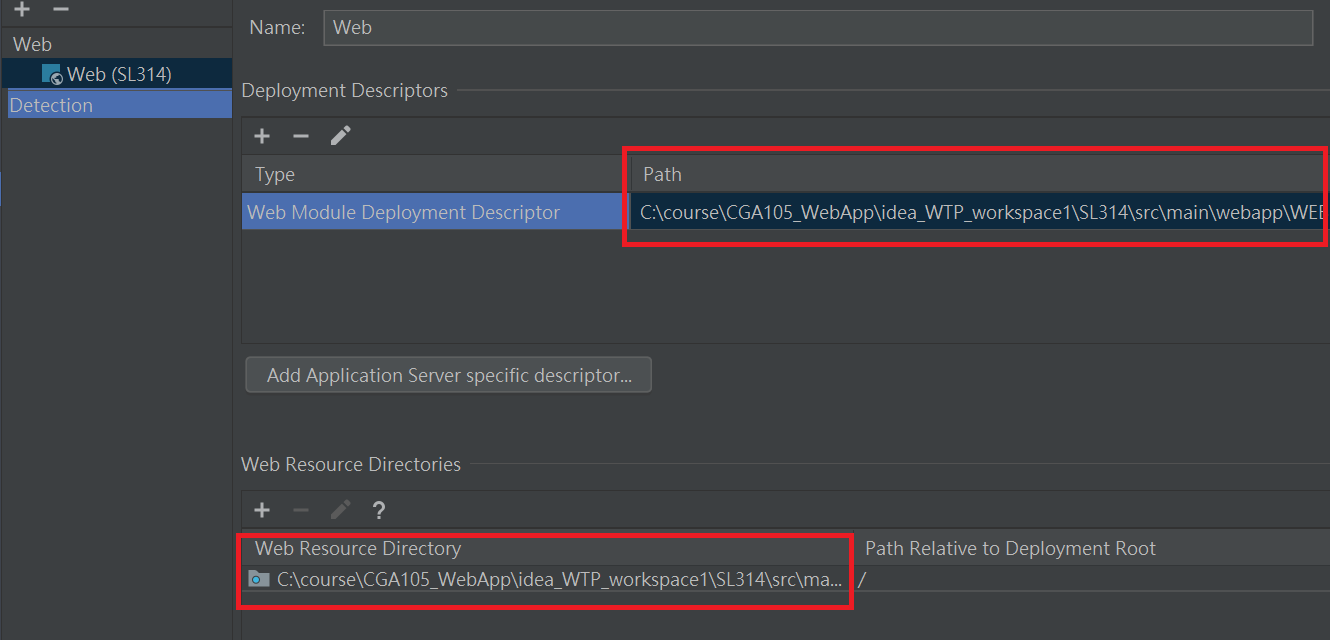 Name: Web
Web
Web (SL314)
Detection
Deployment Descriptors
Type Path
Web Module Deployment Descriptor C:\course\CGA105_WebApp\idea_WTP_workspace1\SL314\src\main\webapp\WEB
Add Application Server specific descriptor...
Web Resource Directories
?
Web Resource Directory Path Relative to Deployment Root
C:\course\CGA105_WebApp\idea_WTP_workspace1\SL314\src\ma... /